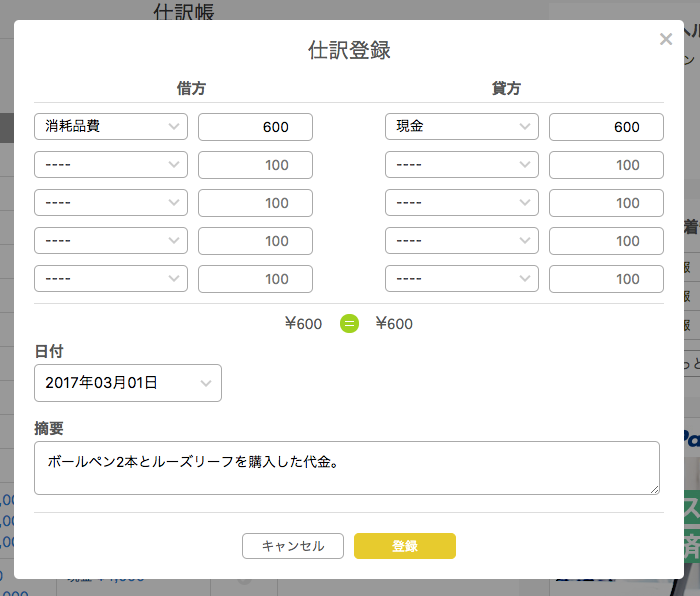 仕訳帳
仕訳登録
×
借方 貸方
消耗品費 600 現金 600
---- 100 ---- 100
---- 100 ---- 100
---- 100 ---- 100
---- 100 ---- 100
¥600 = ¥600
日付
2017年03月01日
摘要
ボールペン2本とルーズリーフを購入した代金。
キャンセル 登録